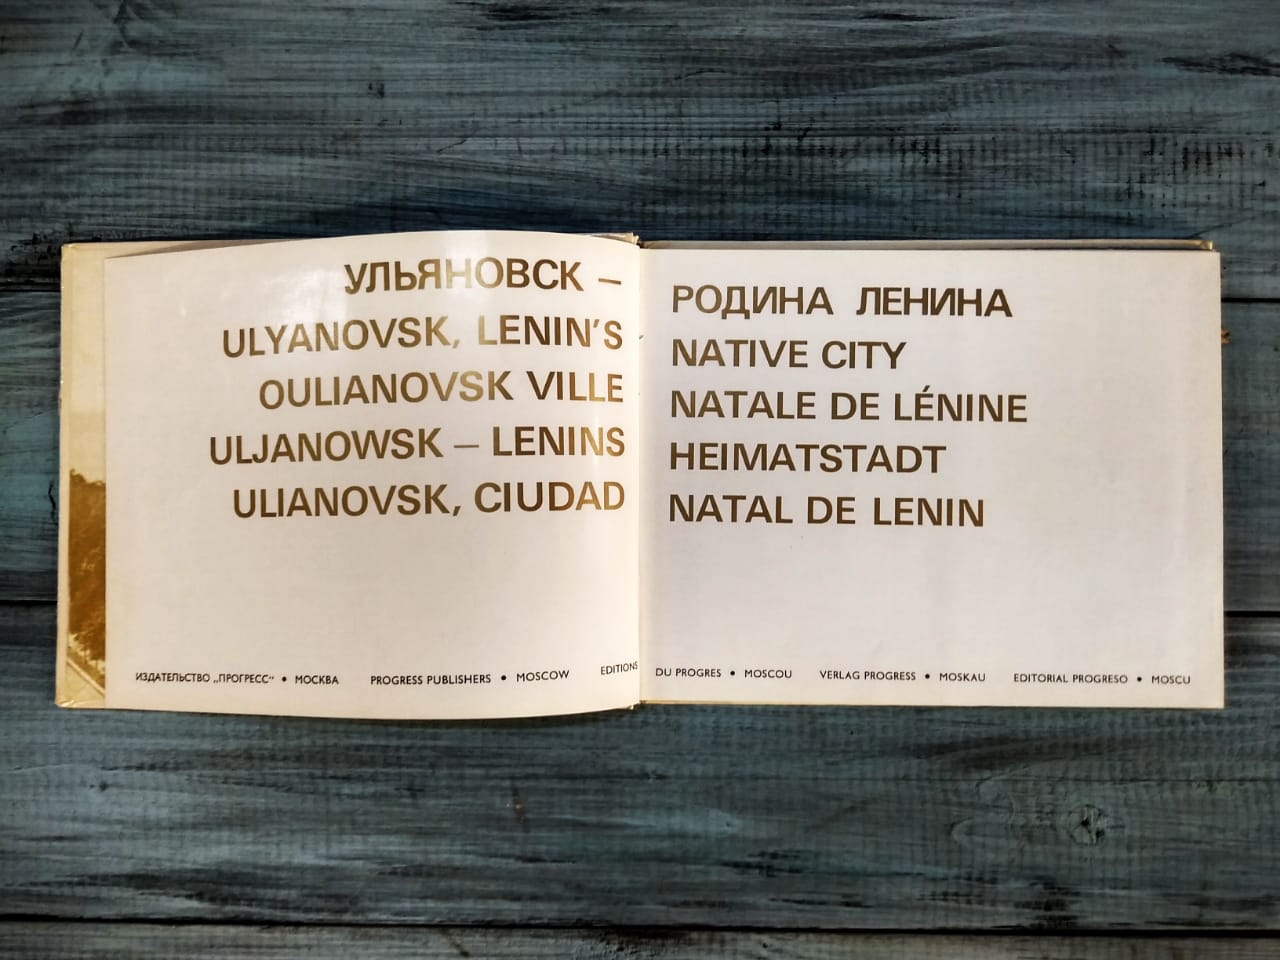 УЛЬЯНОВСК – РОДИНА ЛЕНИНА
ULYANOVSK, LENIN'S NATIVE CITY
OULIANOVSK VILLE NATALE DE LÉNINE
ULJANOWSK – LENINS HEIMATSTADT
ULIANOVSK, CIUDAD NATAL DE LENIN
ИЗДАТЕЛЬСТВО „ПРОГРЕСС" • МОСКВА PROGRESS PUBLISHERS • MOSCOW EDITIONS DU PROGRES • MOSCOU VERLAG PROGRESS • MOSKAU EDITORIAL PROGRESO • MOSCU